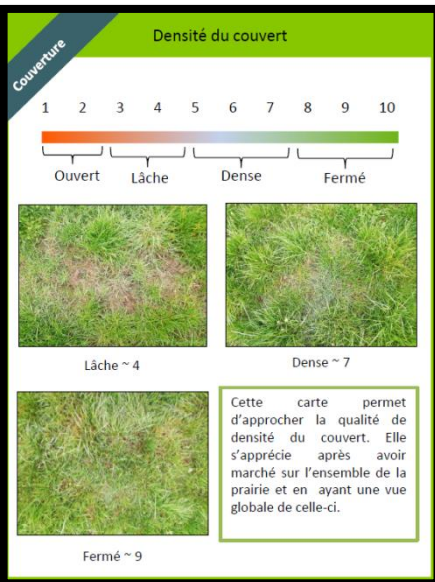 Couverture
Densité du couvert
1 2 3 4 5 6 7 8 9 10
Ouvert Lâche Dense Fermé
Lâche ~ 4
Dense ~ 7
Cette carte permet
d'approcher la qualité de
densité du couvert. Elle
s'apprécie après avoir
marché sur l'ensemble de la
prairie et en ayant une vue
globale de celle-ci.
Fermé ~ 9